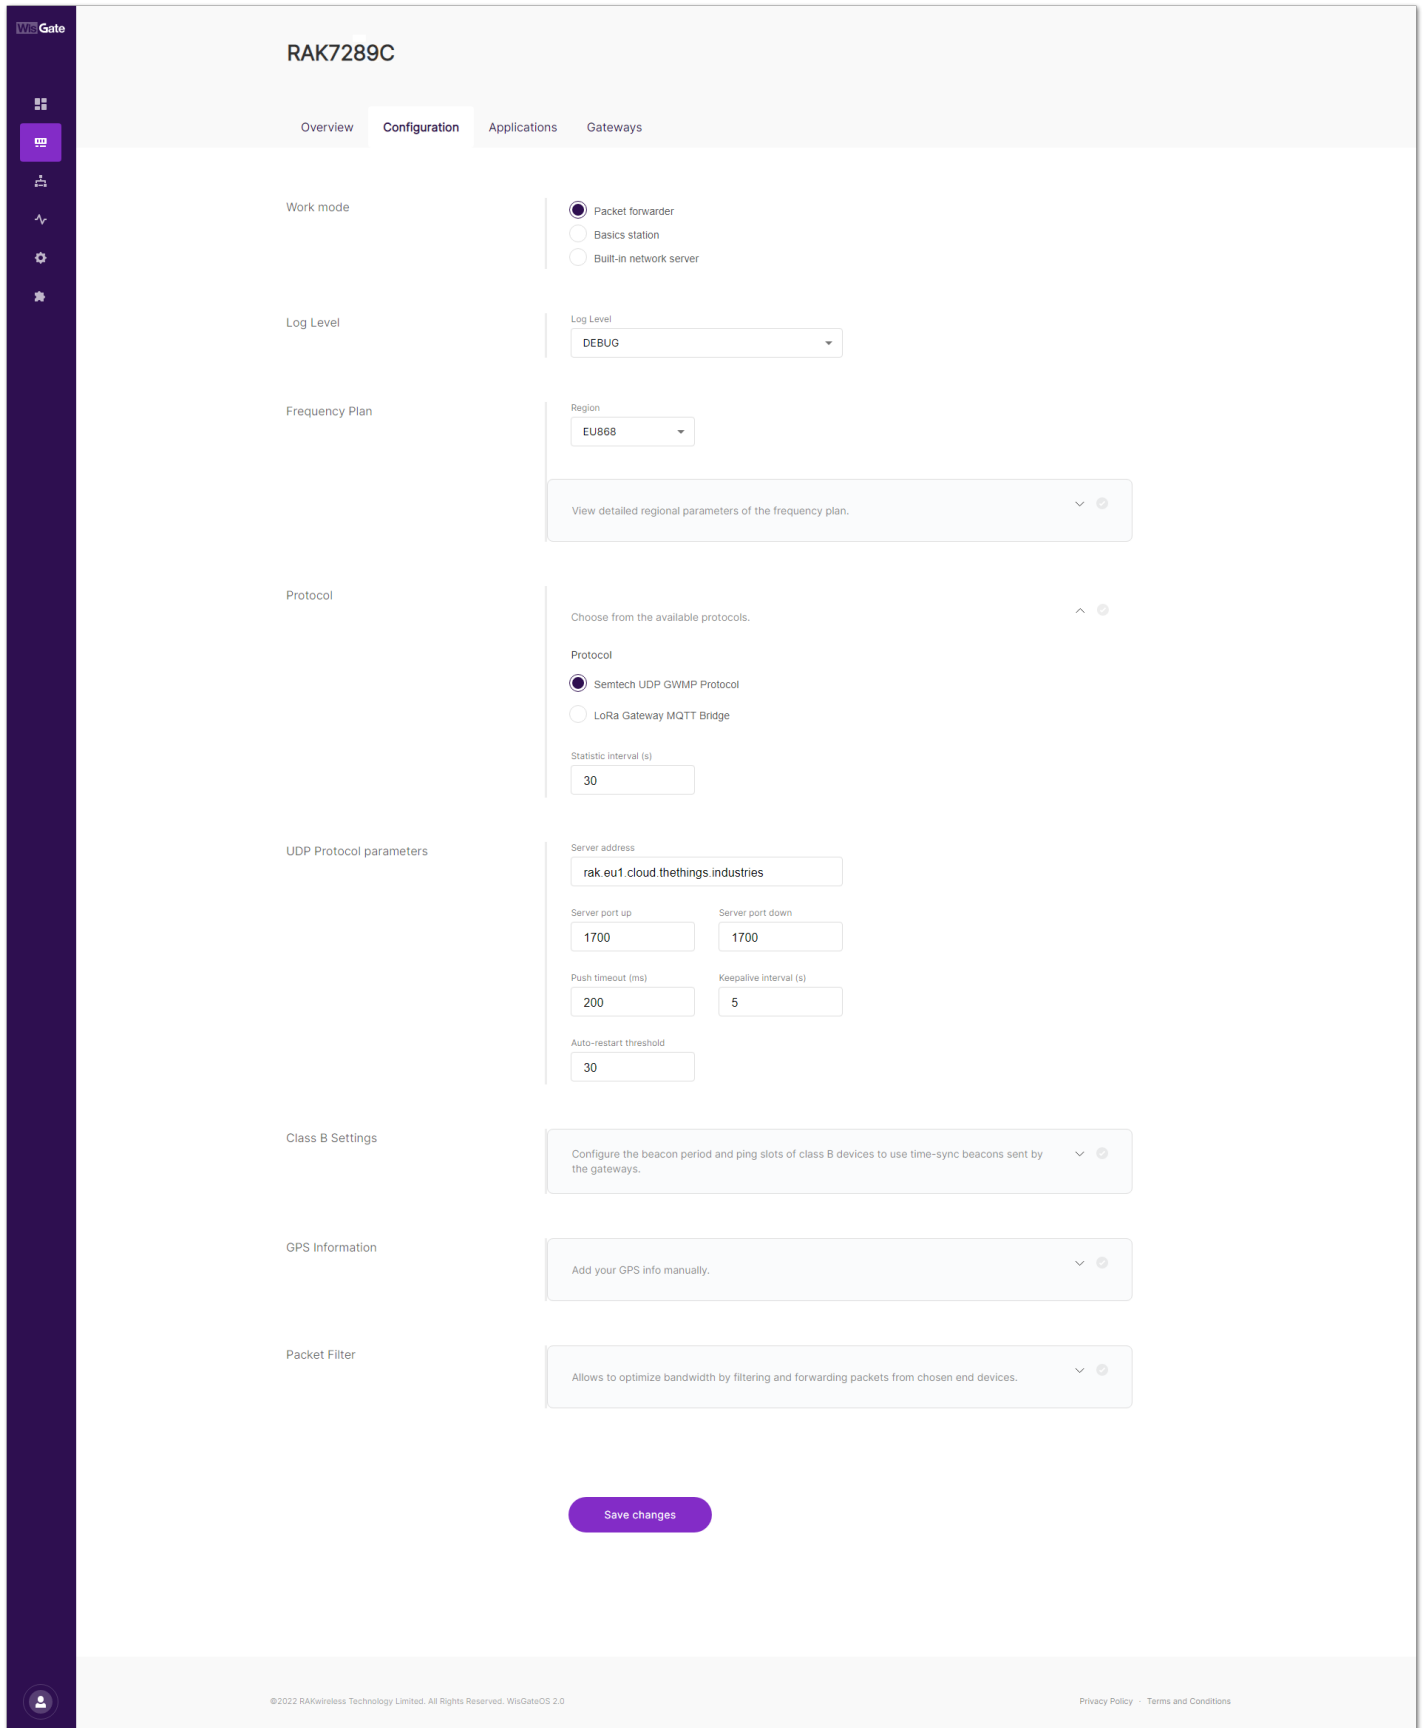 WisGate
RAK7289C
Overview Configuration Applications Gateways
Work mode
Packet forwarder
Basics station
Built-in network server
Log Level
Log Level
DEBUG
Frequency Plan
Region
EU868
View detailed regional parameters of the frequency plan.
Protocol
Choose from the available protocols.
Protocol
Semtech UDP GWMP Protocol
LoRa Gateway MQTT Bridge
Statistic interval (s)
30
UDP Protocol parameters
Server address
rak.eu1.cloud.thethings.industries
Server port up Server port down
1700 1700
Push timeout (ms) Keepalive interval (s)
200 5
Auto-restart threshold
30
Class B Settings
Configure the beacon period and ping slots of class B devices to use time-sync beacons sent by
the gateways.
GPS Information
Add your GPS info manually.
Packet Filter
Allows to optimize bandwidth by filtering and forwarding packets from chosen end devices.
Save changes
©2022 RAKwireless Technology Limited. All Rights Reserved. WisGateOS 2.0 Privacy Policy · Terms and Conditions